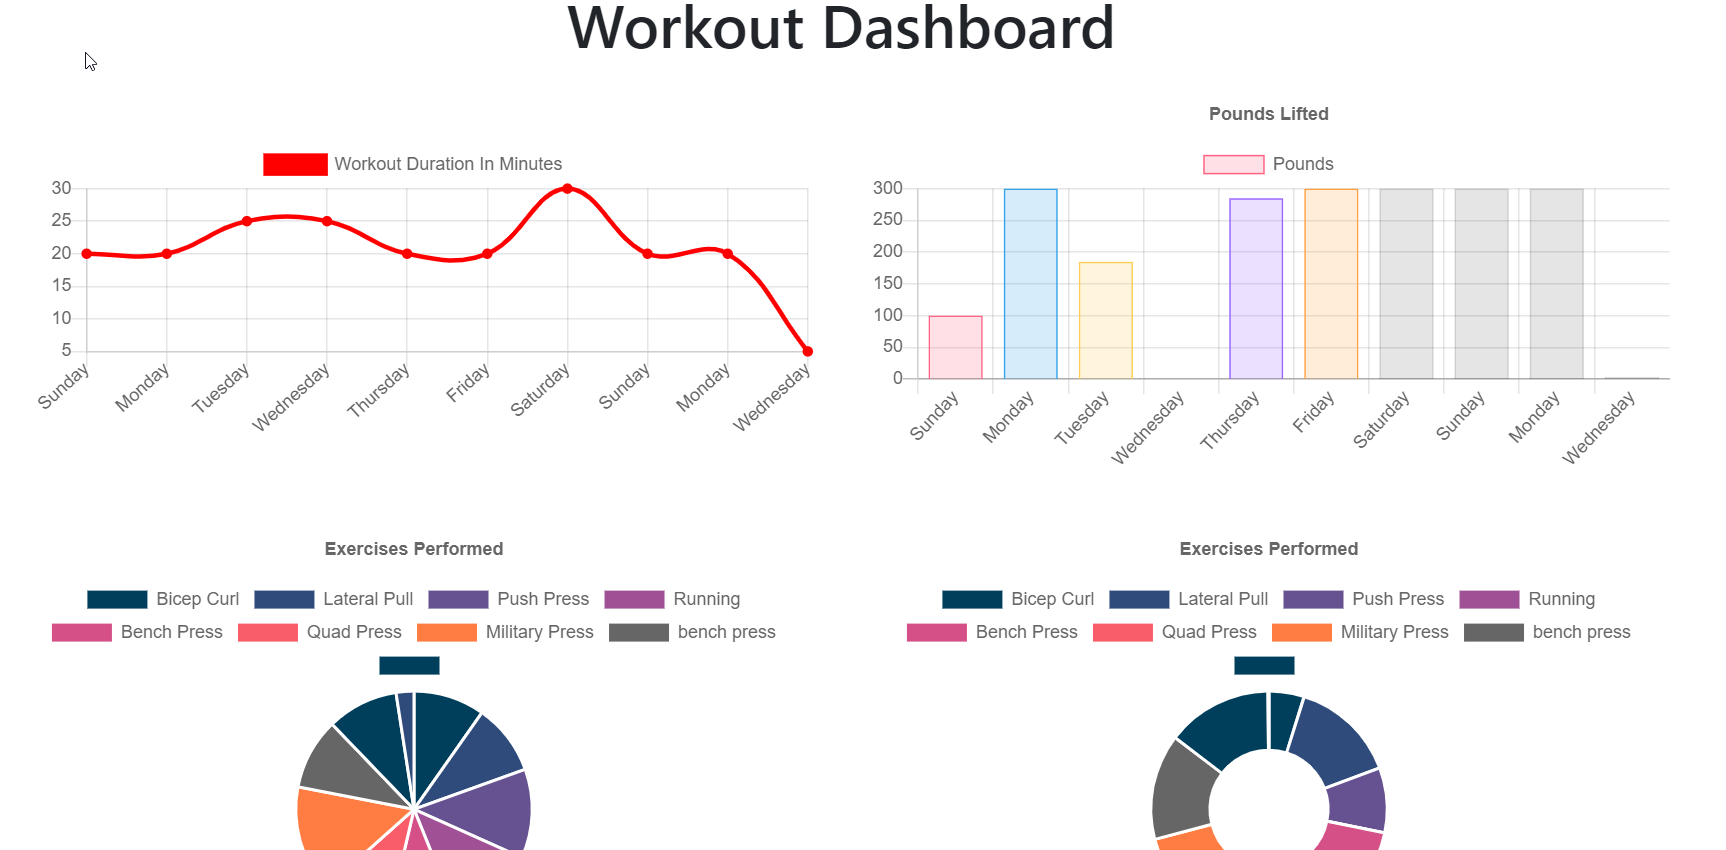 Workout Dashboard
Workout Duration In Minutes
30
25
20
15
10
5
Sunday Monday Tuesday Wednesday Thursday Friday Saturday Sunday Monday Wednesday
Pounds Lifted
Pounds
300
250
200
150
100
50
0
Sunday Monday Tuesday Wednesday Thursday Friday Saturday Sunday Monday Wednesday
Exercises Performed
Bicep Curl Lateral Pull Push Press Running
Bench Press Quad Press Military Press bench press
Exercises Performed
Bicep Curl Lateral Pull Push Press Running
Bench Press Quad Press Military Press bench press